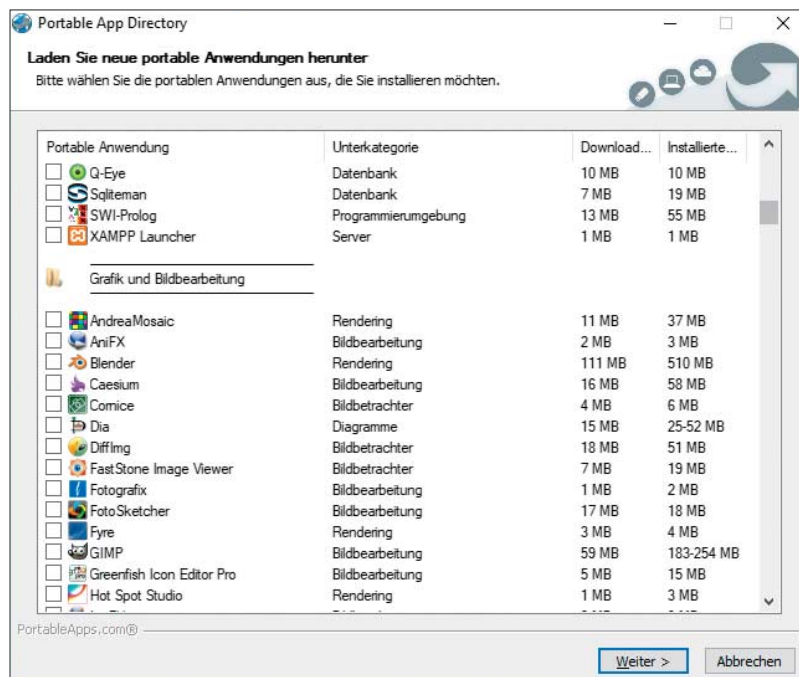 Portable App Directory
Laden Sie neue portable Anwendungen herunter
Bitte wählen Sie die portablen Anwendungen aus, die Sie installieren möchten.
Portable Anwendung Unterkategorie Download... Installierte...
Q-Eye Datenbank 10 MB 10 MB
Sqliteman Datenbank 7 MB 19 MB
SWI-Prolog Programmierumgebung 13 MB 55 MB
XAMPP Launcher Server 1 MB 1 MB
Grafik und Bildbearbeitung
AndreaMosaic Rendering 11 MB 37 MB
AniFX Bildbearbeitung 2 MB 3 MB
Blender Rendering 111 MB 510 MB
Caesium Bildbearbeitung 16 MB 58 MB
Cornice Bildbetrachter 4 MB 6 MB
Dia Diagramme 15 MB 25-52 MB
DiffImg Bildbetrachter 18 MB 51 MB
FastStone Image Viewer Bildbetrachter 7 MB 19 MB
Fotografix Bildbearbeitung 1 MB 2 MB
FotoSketcher Bildbearbeitung 17 MB 18 MB
Fyre Rendering 3 MB 4 MB
GIMP Bildbearbeitung 59 MB 183-254 MB
Greenfish Icon Editor Pro Bildbearbeitung 5 MB 15 MB
Hot Spot Studio Rendering 1 MB 3 MB
PortableApps.com®
Weiter > Abbrechen